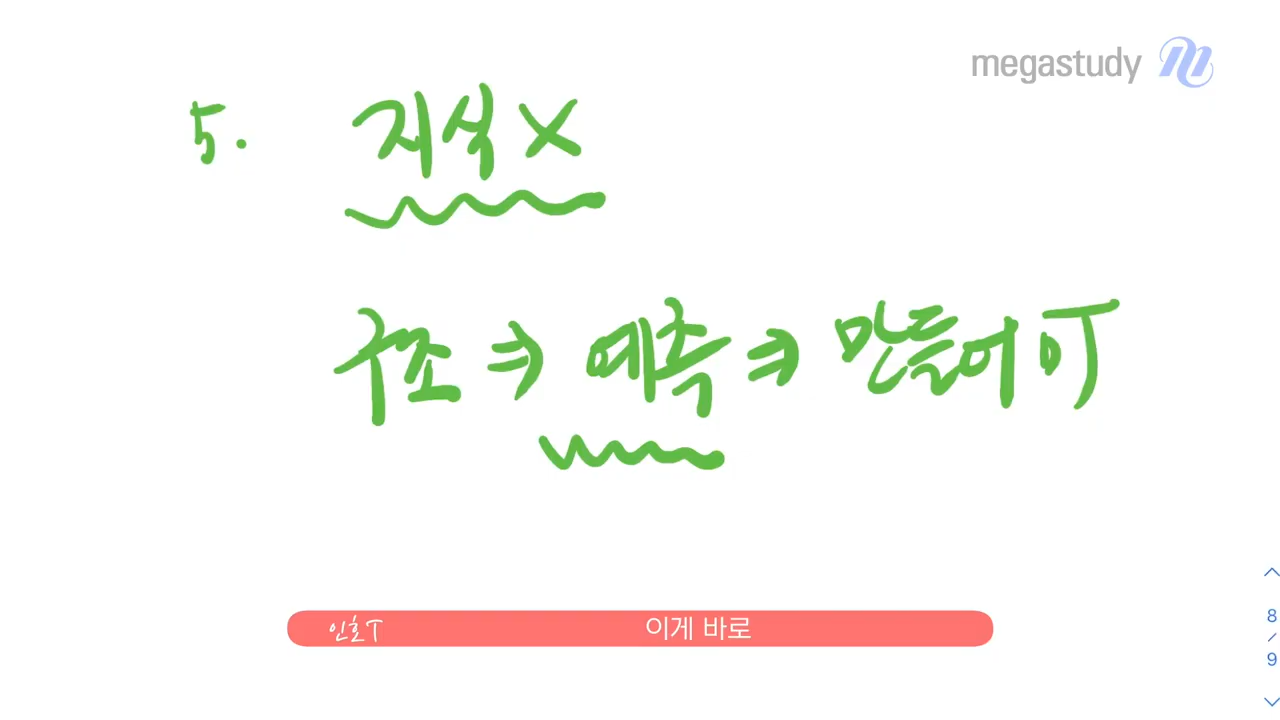 megastudy
5. 지식 X
구조 ⇒ 예측 ⇒ 만들어
인호T 이게 바로
8
/
9